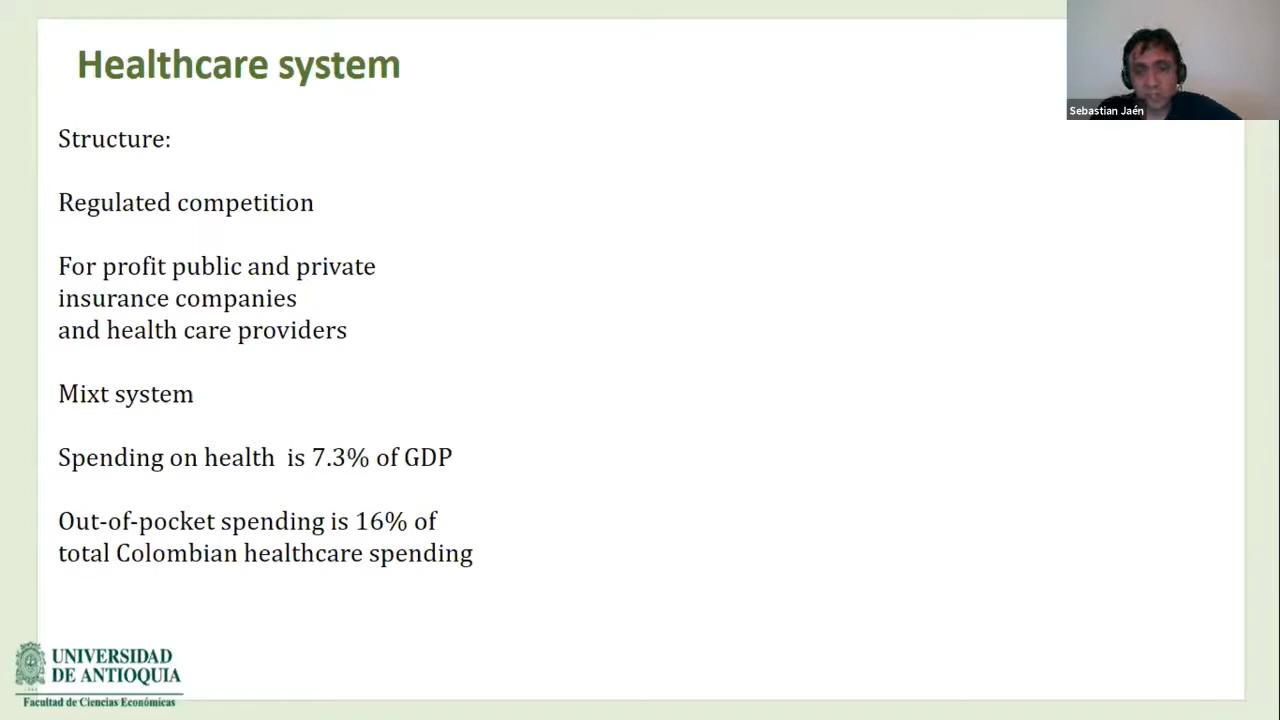 Healthcare system
Sebastian Jaén
Structure:
Regulated competition
For profit public and private
insurance companies
and health care providers
Mixt system
Spending on health  is 7.3% of GDP
Out-of-pocket spending is 16% of
total Colombian healthcare spending
UNIVERSIDAD
DE ANTIOQUIA
Facultad de Ciencias Económicas